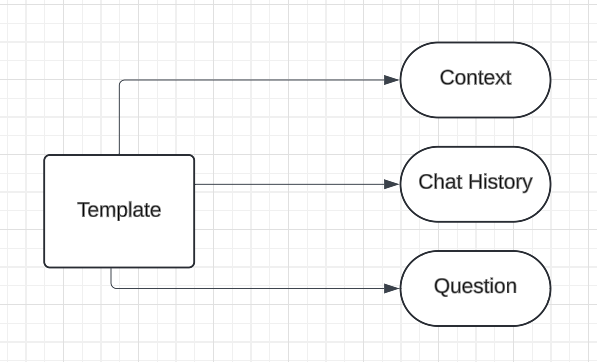 Context
Chat History
Template
Question